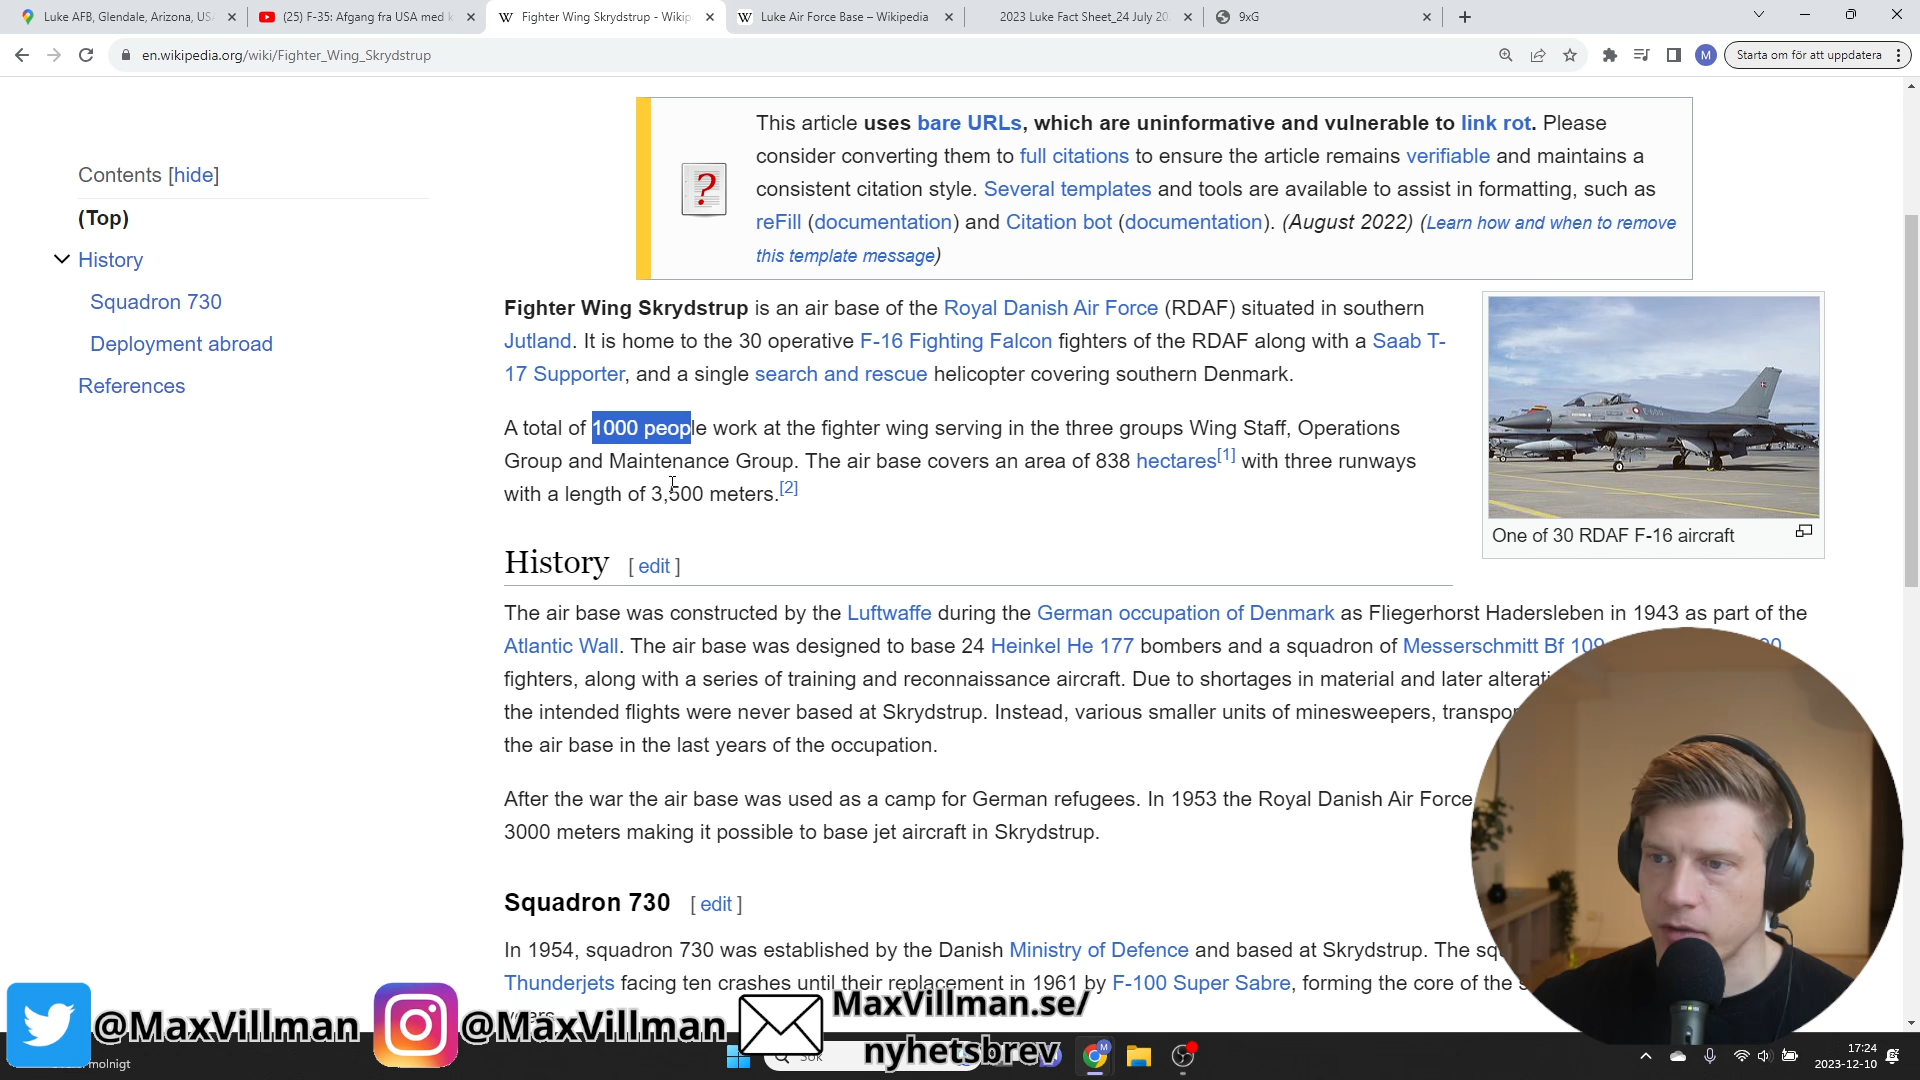 Luke AFB, Glendale, Arizona, US
(25) F-35: Afgang fra USA med k
Fighter Wing Skrydstrup - Wikip
Luke Air Force Base – Wikipedia
2023 Luke Fact Sheet_24 July 20
9xG
en.wikipedia.org/wiki/Fighter_Wing_Skrydstrup
M
Starta om för att uppdatera
Contents [hide]
(Top)
History
Squadron 730
Deployment abroad
References
This article uses bare URLs, which are uninformative and vulnerable to link rot. Please
consider converting them to full citations to ensure the article remains verifiable and maintains a
consistent citation style. Several templates and tools are available to assist in formatting, such as
reFill (documentation) and Citation bot (documentation). (August 2022) (Learn how and when to remove
this template message)
Fighter Wing Skrydstrup is an air base of the Royal Danish Air Force (RDAF) situated in southern
Jutland. It is home to the 30 operative F-16 Fighting Falcon fighters of the RDAF along with a Saab T-
17 Supporter, and a single search and rescue helicopter covering southern Denmark.
A total of 1000 people work at the fighter wing serving in the three groups Wing Staff, Operations
Group and Maintenance Group. The air base covers an area of 838 hectares[1] with three runways
with a length of 3,500 meters.[2]
One of 30 RDAF F-16 aircraft
History [ edit ]
The air base was constructed by the Luftwaffe during the German occupation of Denmark as Fliegerhorst Hadersleben in 1943 as part of the
Atlantic Wall. The air base was designed to base 24 Heinkel He 177 bombers and a squadron of Messerschmitt Bf 109
fighters, along with a series of training and reconnaissance aircraft. Due to shortages in material and later alterati
the intended flights were never based at Skrydstrup. Instead, various smaller units of minesweepers, transpor
the air base in the last years of the occupation.
After the war the air base was used as a camp for German refugees. In 1953 the Royal Danish Air Force
3000 meters making it possible to base jet aircraft in Skrydstrup.
Squadron 730 [ edit ]
In 1954, squadron 730 was established by the Danish Ministry of Defence and based at Skrydstrup. The sq
Thunderjets facing ten crashes until their replacement in 1961 by F-100 Super Sabre, forming the core of the s
@MaxVillman
@MaxVillman
MaxVillman.se/
nyhetsbrev
molnigt
Sök
M
17:24
2023-12-10